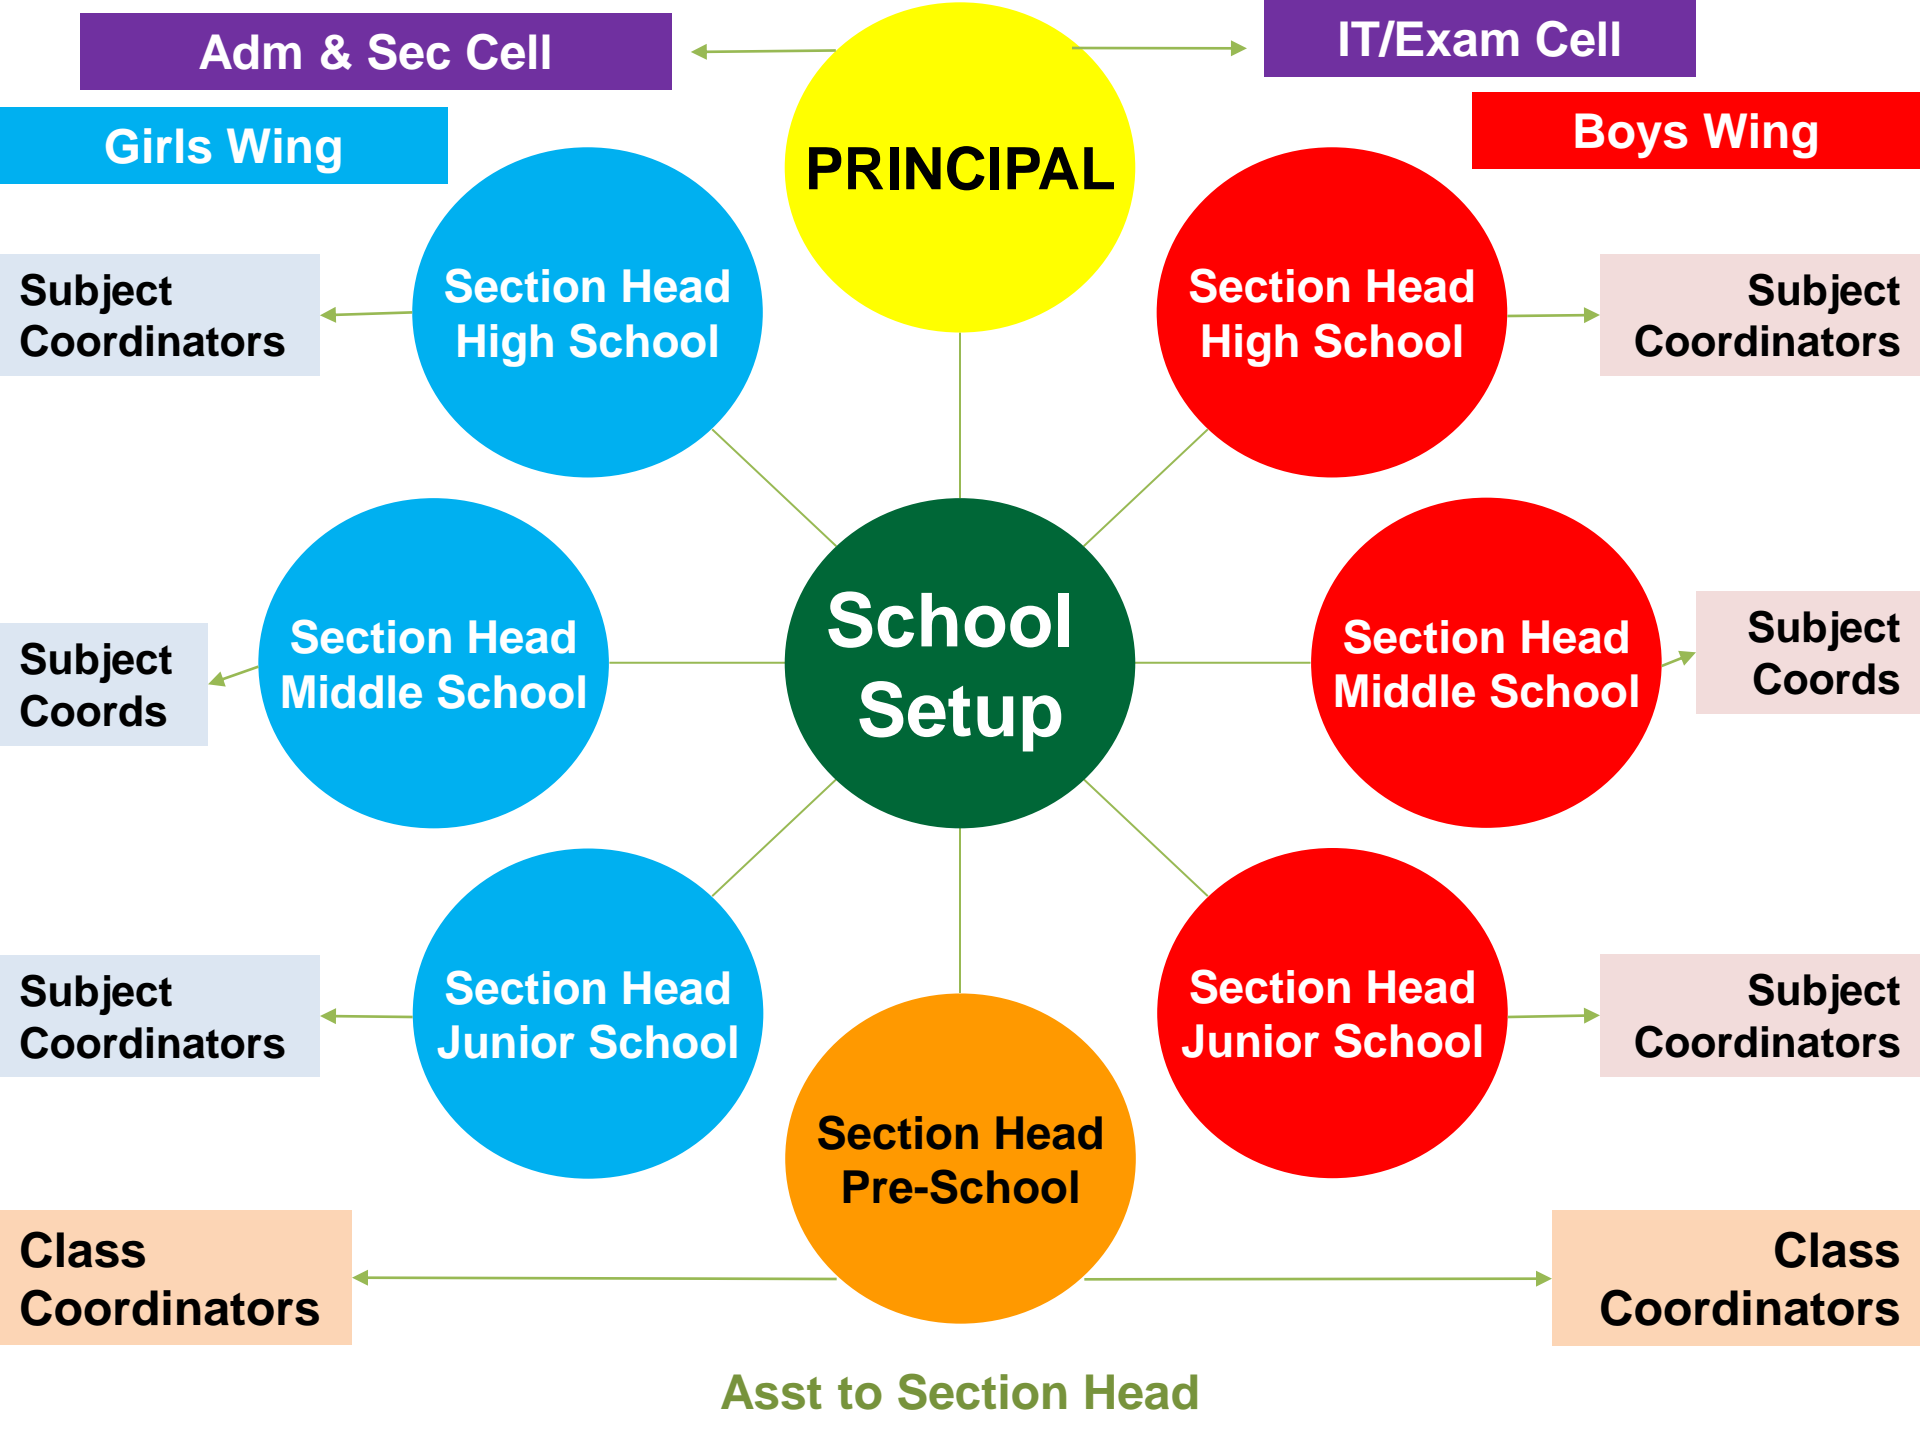 Adm & Sec Cell
IT/Exam Cell
Girls Wing
Boys Wing
PRINCIPAL
Section Head
High School
Section Head
High School
Subject
Coordinators
Subject
Coordinators
School
Setup
Section Head
Middle School
Section Head
Middle School
Subject
Coords
Subject
Coords
Section Head
Junior School
Section Head
Junior School
Subject
Coordinators
Subject
Coordinators
Section Head
Pre-School
Class
Coordinators
Class
Coordinators
Asst to Section Head